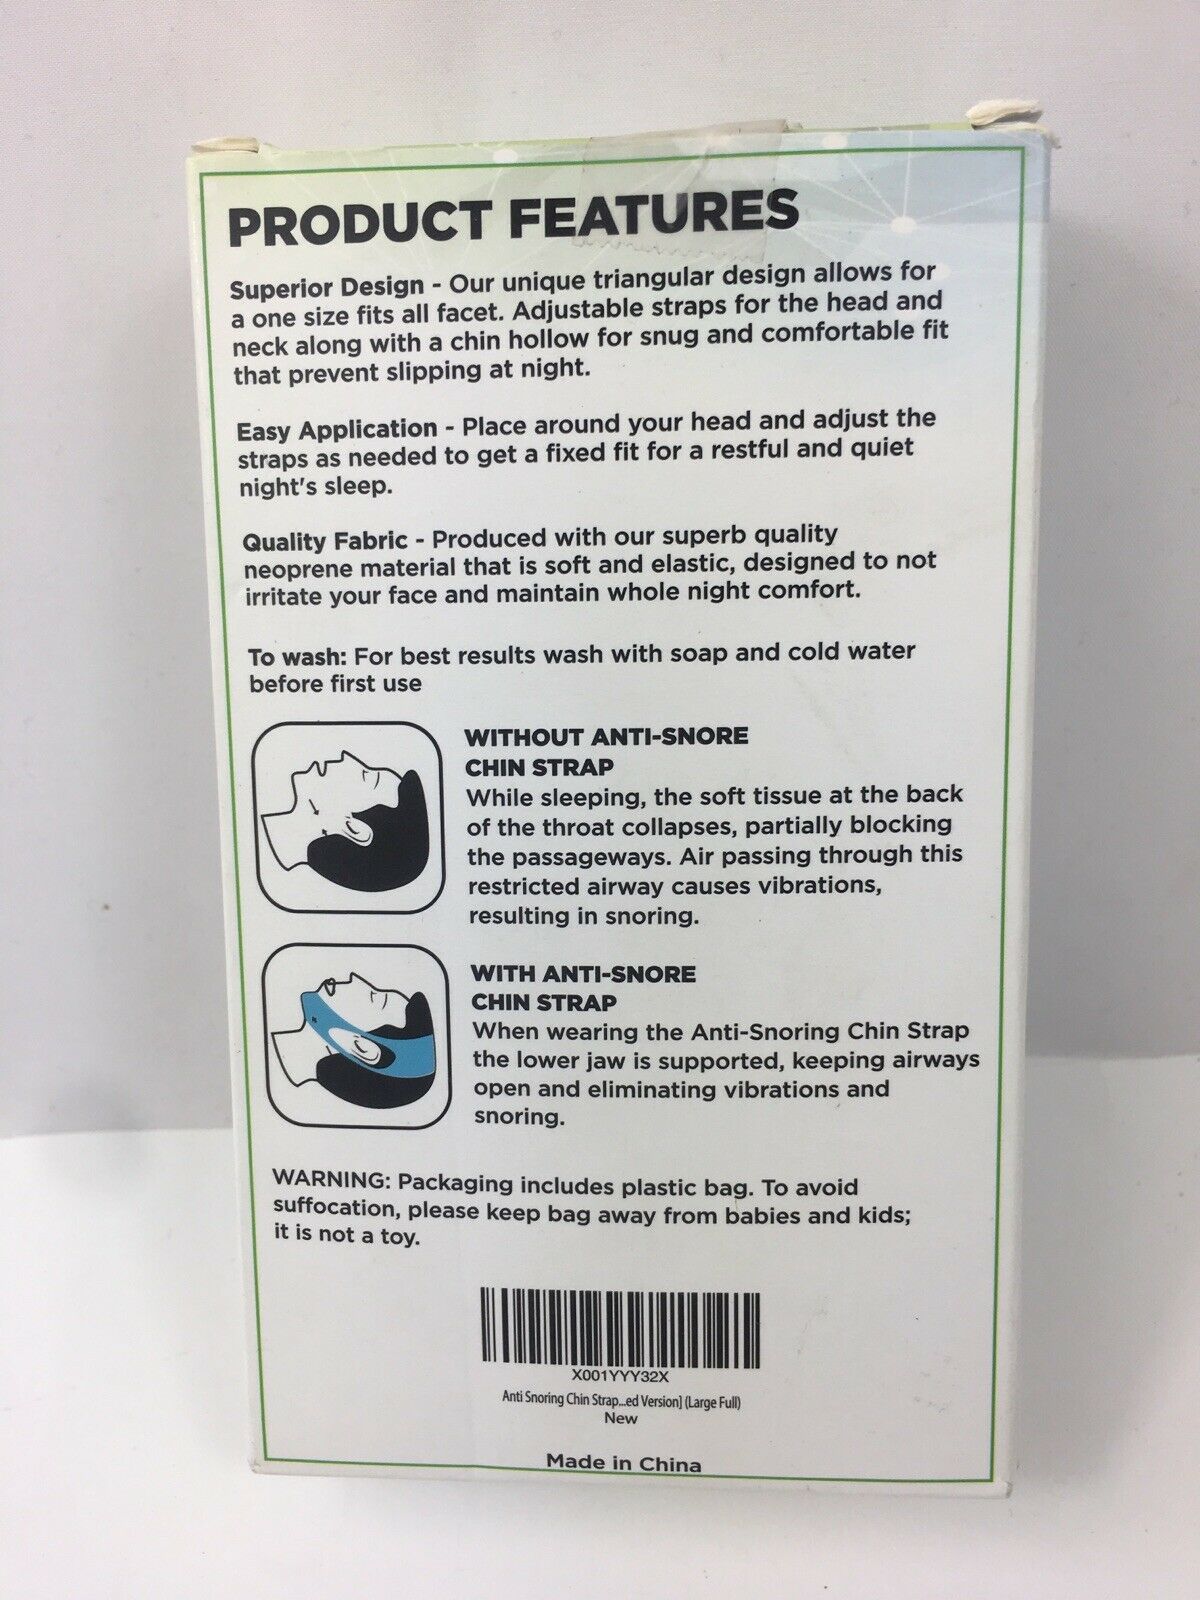 PRODUCT FEATURES
Superior Design - Our unique triangular design allows for
a one size fits all facet. Adjustable straps for the head and
neck along with a chin hollow for snug and comfortable fit
that prevent slipping at night.
Easy Application - Place around your head and adjust the
straps as needed to get a fixed fit for a restful and quiet
night's sleep.
Quality Fabric - Produced with our superb quality
neoprene material that is soft and elastic, designed to not
irritate your face and maintain whole night comfort.
To wash: For best results wash with soap and cold water
before first use
WITHOUT ANTI-SNORE
CHIN STRAP
While sleeping, the soft tissue at the back
of the throat collapses, partially blocking
the passageways. Air passing through this
restricted airway causes vibrations,
resulting in snoring.
WITH ANTI-SNORE
CHIN STRAP
When wearing the Anti-Snoring Chin Strap
the lower jaw is supported, keeping airways
open and eliminating vibrations and
snoring.
WARNING: Packaging includes plastic bag. To avoid
suffocation, please keep bag away from babies and kids;
it is not a toy.
X001YYY32X
Anti Snoring Chin Strap...ed Version] (Large Full)
New
Made in China